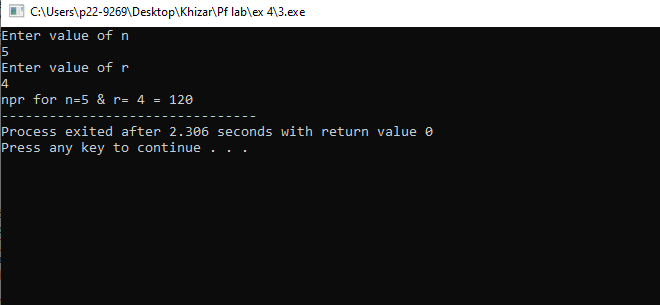 C:\Users\p22-9269\Desktop\Khizar\Pf lab\ex 4\3.exe
Enter value of n
5
Enter value of r
4
npr for n=5 & r= 4 = 120
--------------------------------
Process exited after 2.306 seconds with return value 0
Press any key to continue . . .